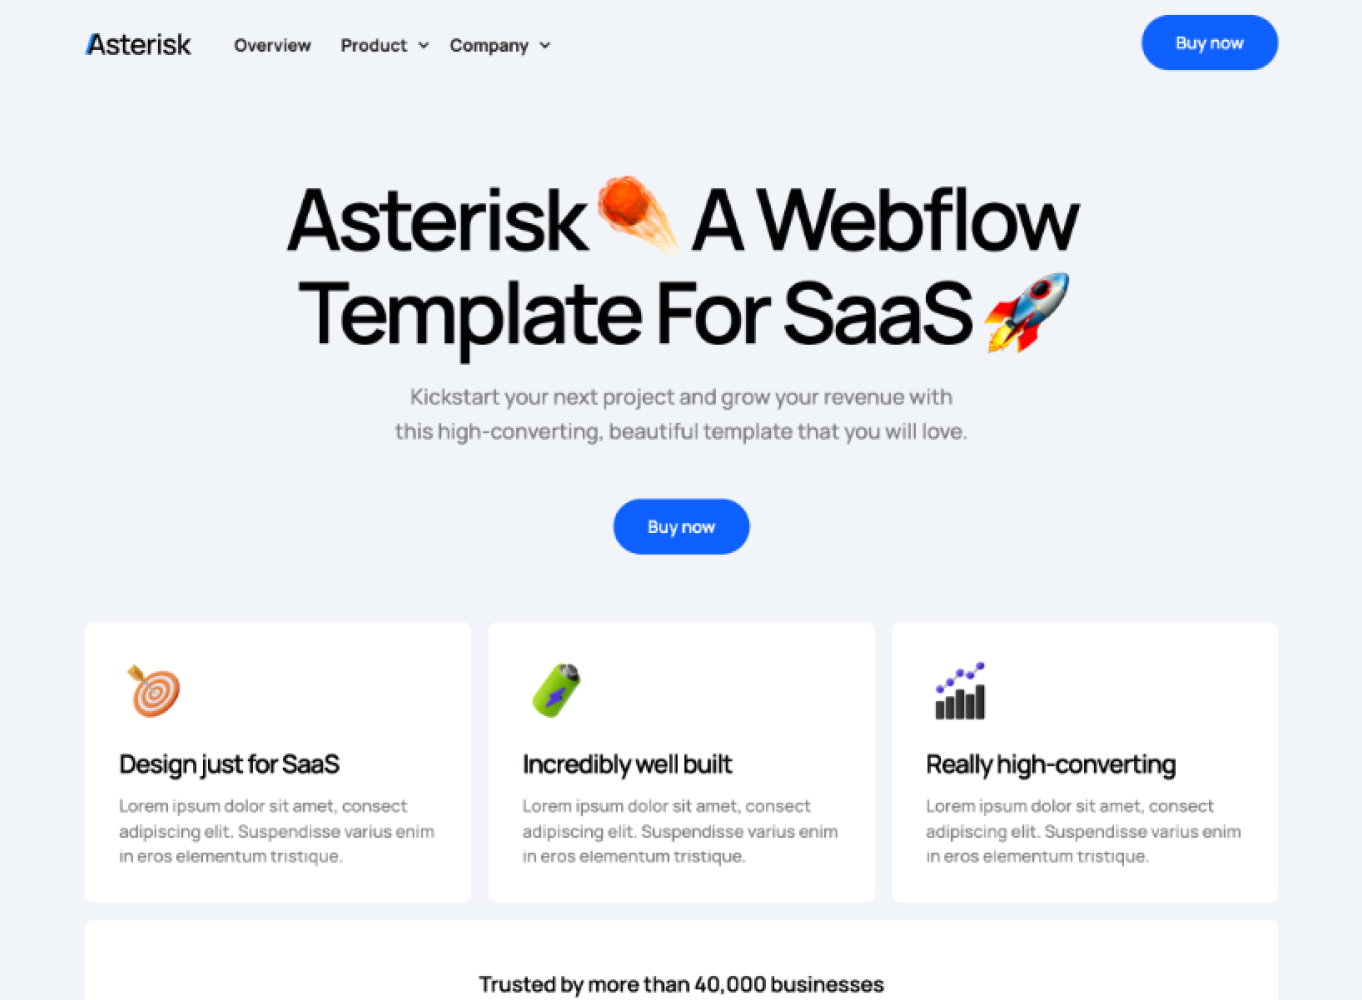 Asterisk Overview Product Company Buy now
Asterisk A Webflow
Template For SaaS
Kickstart your next project and grow your revenue with
this high-converting, beautiful template that you will love.
Buy now
Design just for SaaS
Lorem ipsum dolor sit amet, consect
adipiscing elit. Suspendisse varius enim
in eros elementum tristique.
Incredibly well built
Lorem ipsum dolor sit amet, consect
adipiscing elit. Suspendisse varius enim
in eros elementum tristique.
Really high-converting
Lorem ipsum dolor sit amet, consect
adipiscing elit. Suspendisse varius enim
in eros elementum tristique.
Trusted by more than 40,000 businesses